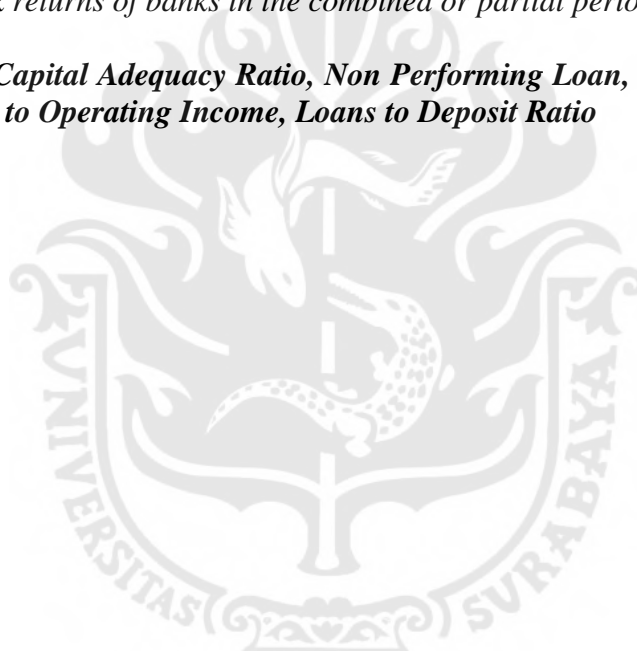 returns of banks in the combined or partial perio
Capital Adequacy Ratio, Non Performing Loan,
to Operating Income, Loans to Deposit Ratio
UNIVERSITAS SURABAYA